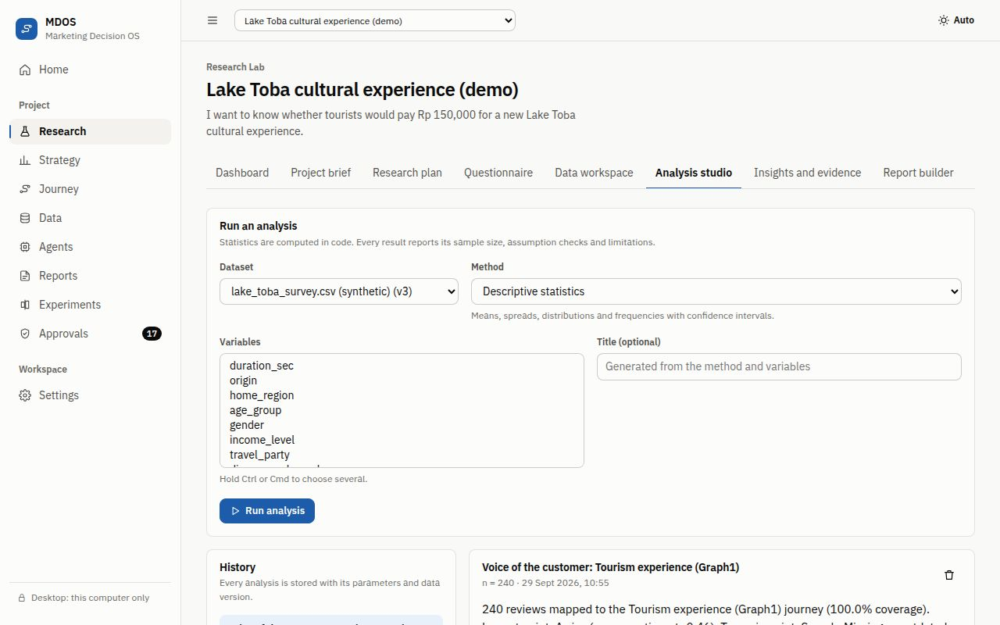 MDOS
Marketing Decision OS
Home
Project
Research
Strategy
Journey
Data
Agents
Reports
Experiments
Approvals 17
Workspace
Settings
Desktop: this computer only
Lake Toba cultural experience (demo)
Auto
Research Lab
Lake Toba cultural experience (demo)
I want to know whether tourists would pay Rp 150,000 for a new Lake Toba
cultural experience.
Dashboard Project brief Research plan Questionnaire Data workspace Analysis studio Insights and evidence Report builder
Run an analysis
Statistics are computed in code. Every result reports its sample size, assumption checks and limitations.
Dataset
lake_toba_survey.csv (synthetic) (v3)
Method
Descriptive statistics
Means, spreads, distributions and frequencies with confidence intervals.
Variables
duration_sec
origin
home_region
age_group
gender
income_level
travel_party
Hold Ctrl or Cmd to choose several.
Title (optional)
Generated from the method and variables
Run analysis
History
Every analysis is stored with its parameters and data
version.
Voice of the customer: Tourism experience (Graph1)
n = 240 · 29 Sept 2026, 10:55
240 reviews mapped to the Tourism experience (Graph1) journey (100.0% coverage).